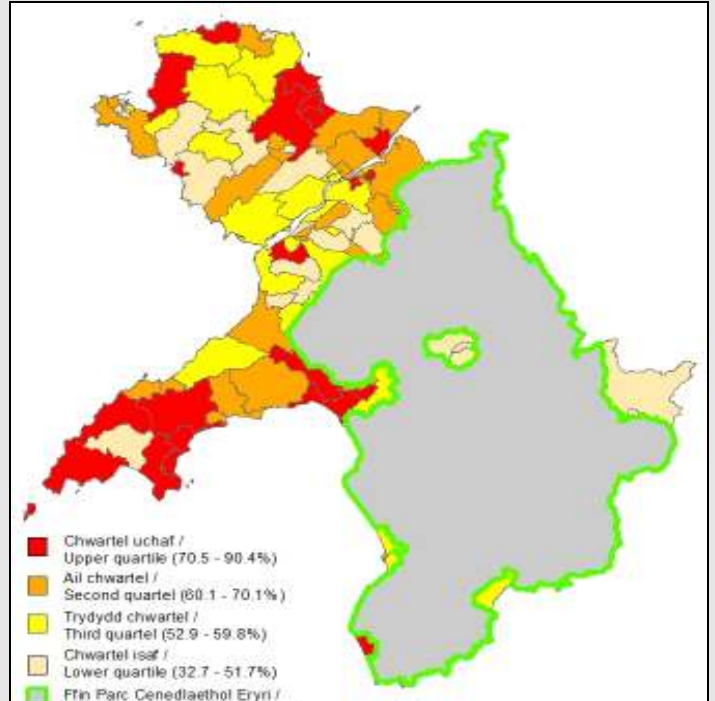 Chwartel uchaf /
Upper quartile (70.5 - 90.4%)
Ail chwartel /
Second quartel (60.1 - 70.1%)
Trydydd chwartel /
Third quartel (52.9 - 59.8%)
Chwartel isaf /
Lower quartile (32.7 - 51.7%)
Ffin Parc Cenedlaethol Eryri /